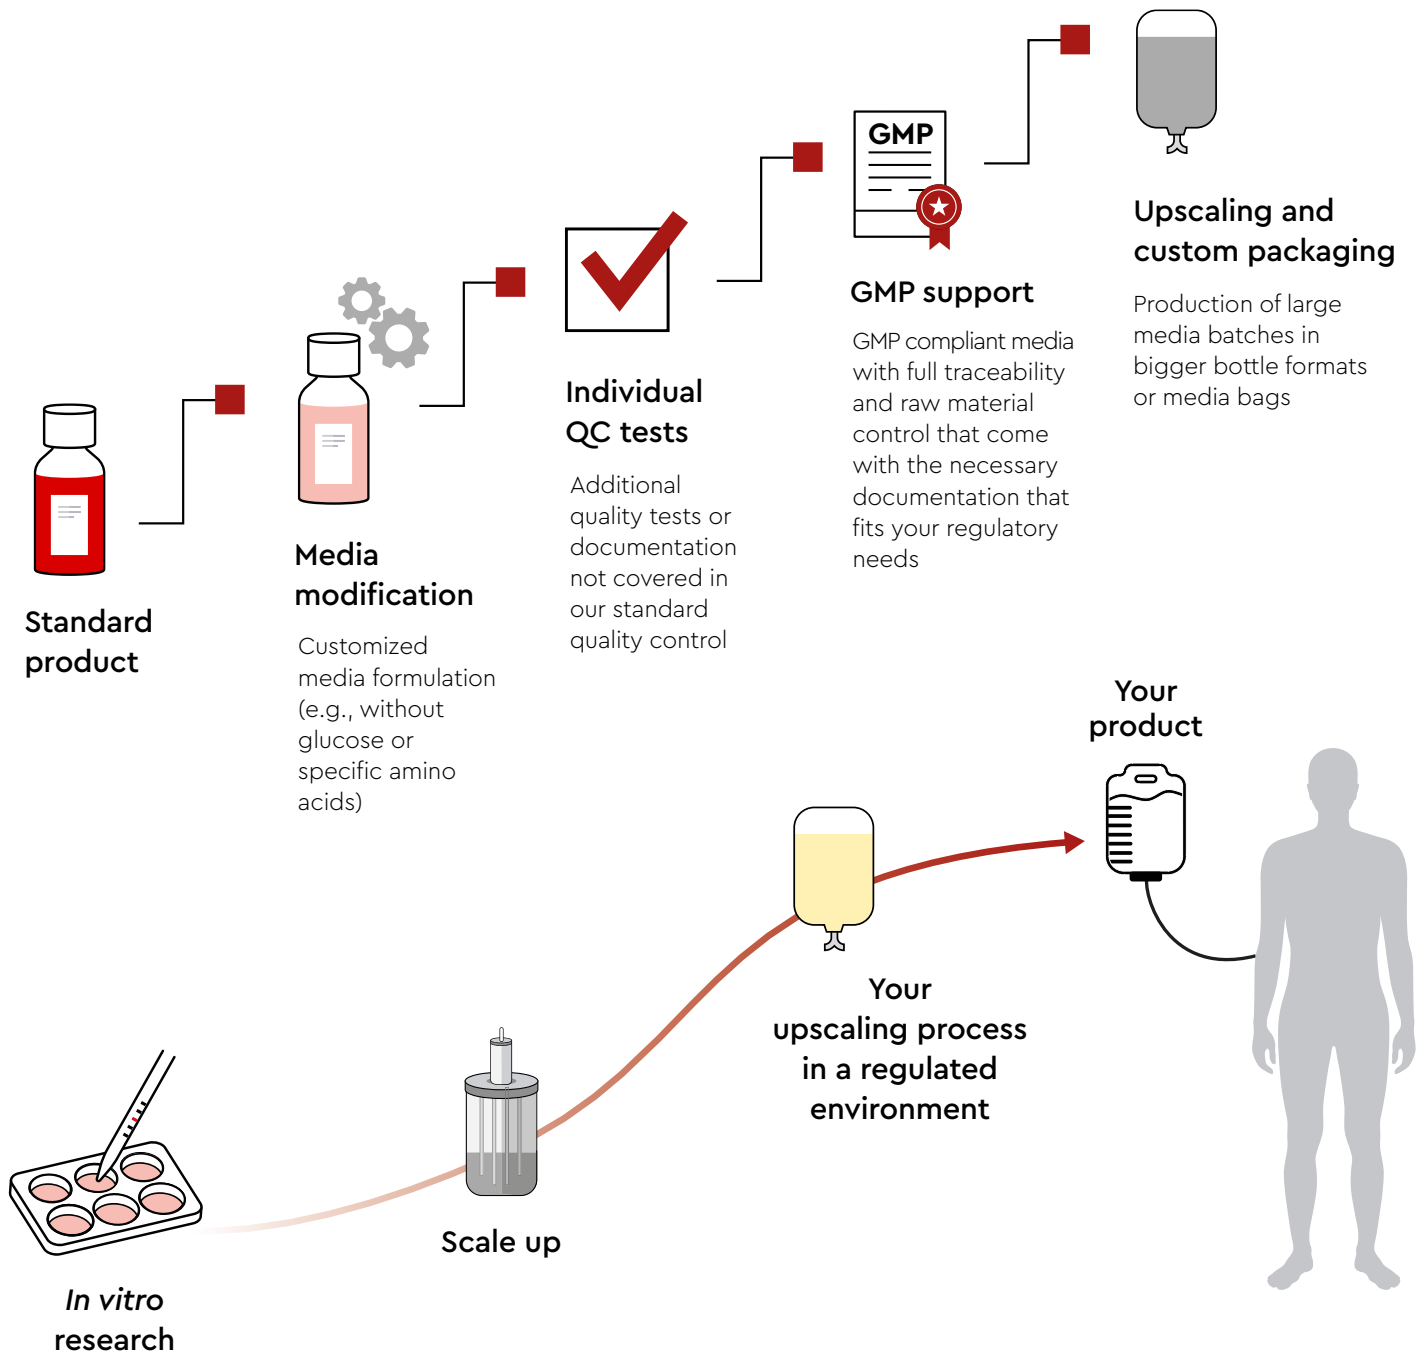 Standard
product
Media
modification
Customized
media formulation
(e.g., without
glucose or
specific amino
acids)
Individual
QC tests
Additional
quality tests or
documentation
not covered in
our standard
quality control
GMP
GMP support
GMP compliant media
with full traceability
and raw material
control that come
with the necessary
documentation that
fits your regulatory
needs
Upscaling and
custom packaging
Production of large
media batches in
bigger bottle formats
or media bags
In vitro
research
Scale up
Your
upscaling process
in a regulated
environment
Your
product